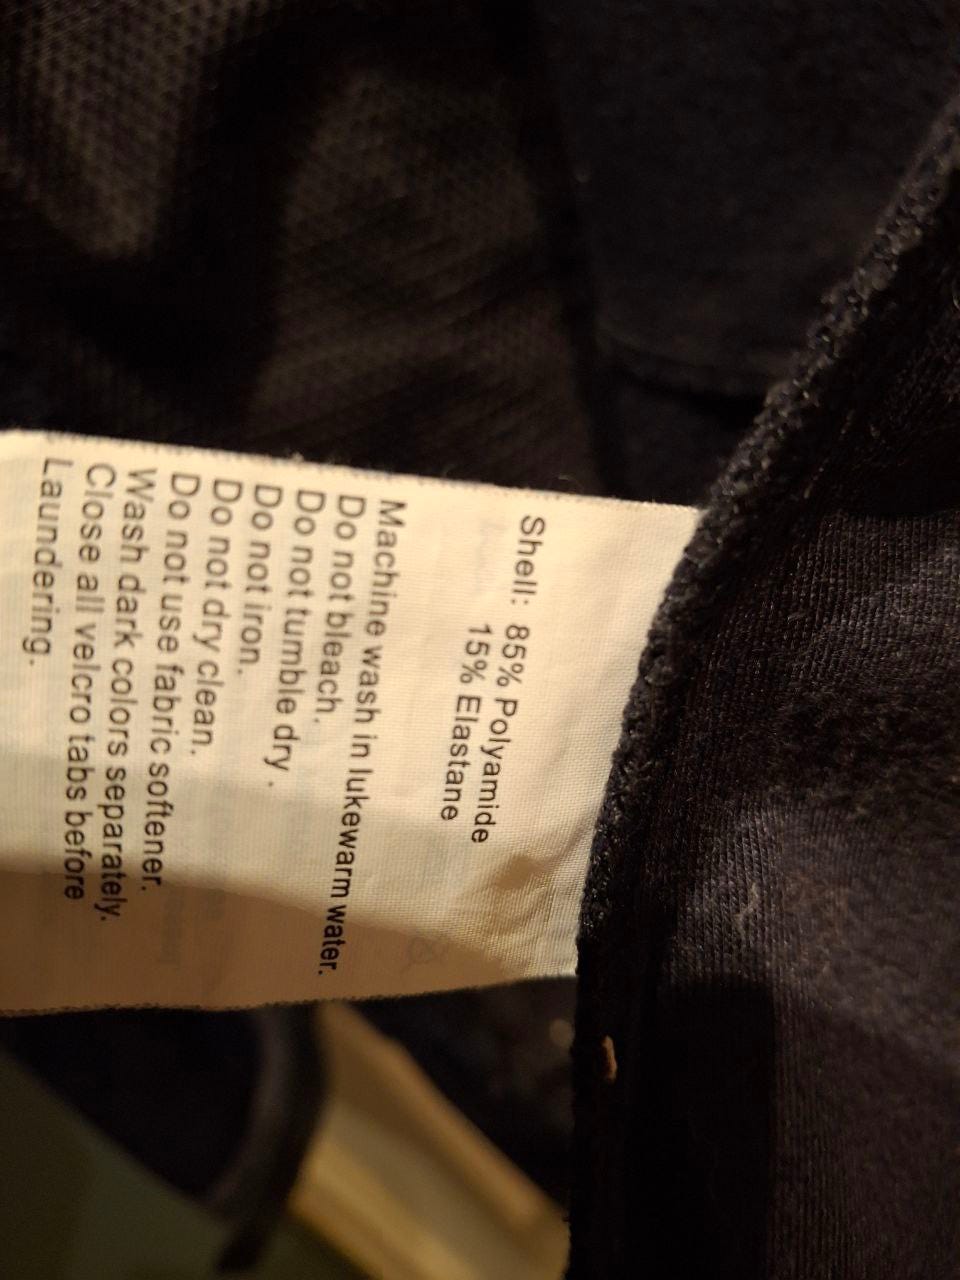 Shell: 85% Polyamide
15% Elastane
Machine wash in lukewarm water.
Do not bleach.
Do not tumble dry .
Do not iron.
Do not dry clean.
Do not use fabric softener.
Wash dark colors separately.
Close all velcro tabs before
Laundering.